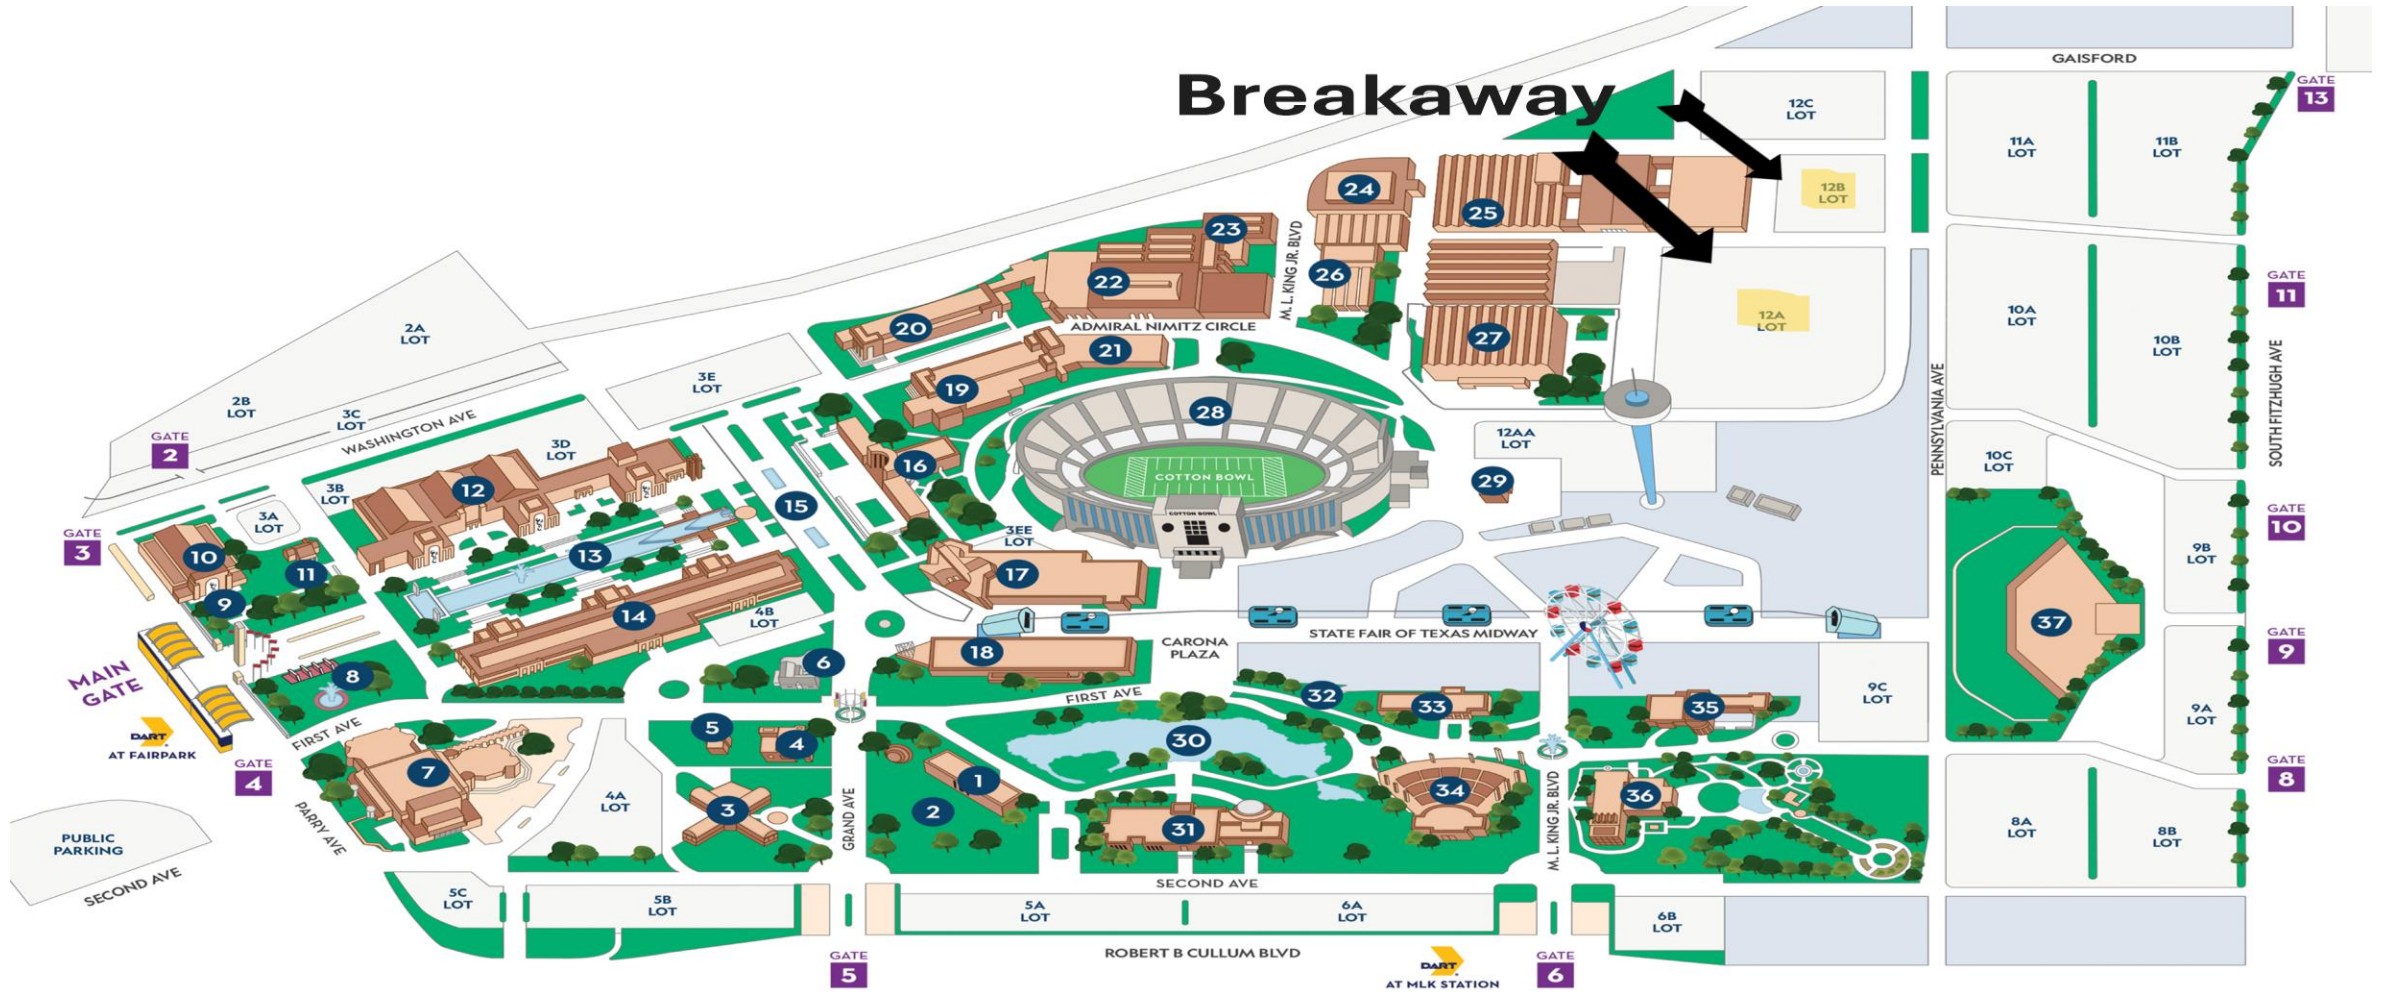 GAISFORD
GATE
13
Breakaway
12C
LOT
11A
LOT
11B
LOT
12B
LOT
24
25
23
M. L. KING JR. BLVD
26
22
GATE
11
2A
LOT
20
ADMIRAL NIMITZ CIRCLE
12A
LOT
10A
LOT
10B
LOT
27
21
3E
LOT
19
SOUTH FITZHUGH AVE
PENNSYLVANIA AVE
2B
LOT
3C
LOT
WASHINGTON AVE
28
GATE
2
3D
LOT
12AA
LOT
10C
LOT
16
COTTON BOWL
12
3B
LOT
29
15
COTTON BOWL
3A
LOT
GATE
10
GATE
3
3EE
LOT
10
13
9B
LOT
11
17
9
14
4B
LOT
37
STATE FAIR OF TEXAS MIDWAY
CARONA
PLAZA
GATE
9
18
MAIN
GATE
8
6
FIRST AVE
32
33
35
9C
LOT
9A
LOT
DART
AT FAIRPARK
FIRST AVE
5
4
30
GATE
4
7
GATE
8
1
34
36
4A
LOT
3
2
GRAND AVE
31
M. L. KING JR. BLVD
8A
LOT
8B
LOT
PARRY AVE
PUBLIC
PARKING
SECOND AVE
SECOND AVE
5C
LOT
5B
LOT
5A
LOT
6A
LOT
6B
LOT
ROBERT B CULLUM BLVD
GATE
5
DART
AT MLK STATION
GATE
6